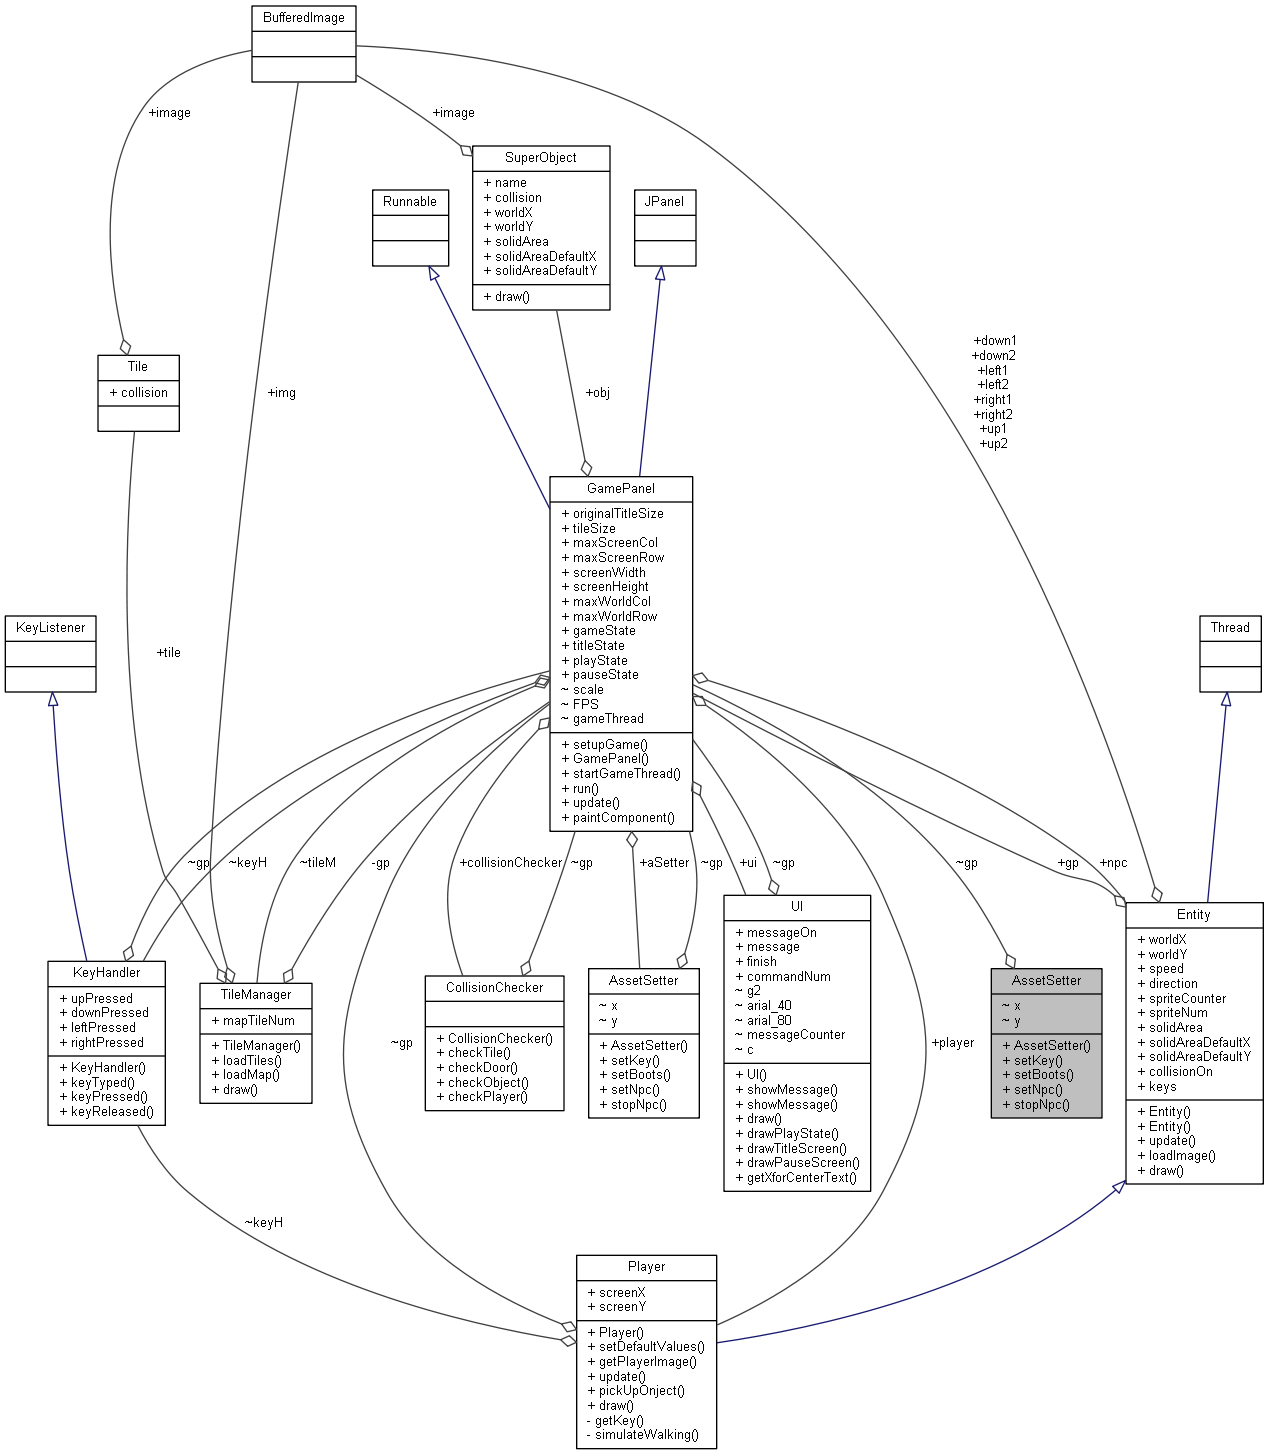 BufferedImage
+image
+image
SuperObject
+ name
+ collision
+ worldX
+ worldY
+ solidArea
+ solidAreaDefaultX
+ solidAreaDefaultY
+ draw()
Runnable
JPanel
+down1
+down2
+left1
+left2
+right1
+right2
+up1
+up2
Tile
+ collision
+img
+obj
GamePanel
+ originalTitleSize
+ tileSize
+ maxScreenCol
+ maxScreenRow
+ screenWidth
+ screenHeight
+ maxWorldCol
+ maxWorldRow
+ gameState
+ titleState
+ playState
+ pauseState
~ scale
~ FPS
~ gameThread
+ setupGame()
+ GamePanel()
+ startGameThread()
+ run()
+ update()
+ paintComponent()
KeyListener
+tile
Thread
~gp
~keyH
~tileM
-gp
+collisionChecker
~gp
+aSetter
~gp
+ui
~gp
~gp
+gp
+npc
KeyHandler
+ upPressed
+ downPressed
+ leftPressed
+ rightPressed
+ KeyHandler()
+ keyTyped()
+ keyPressed()
+ keyReleased()
TileManager
+ mapTileNum
+ TileManager()
+ loadTiles()
+ loadMap()
+ draw()
CollisionChecker
+ CollisionChecker()
+ checkTile()
+ checkDoor()
+ checkObject()
+ checkPlayer()
AssetSetter
~ x
~ y
+ AssetSetter()
+ setKey()
+ setBoots()
+ setNpc()
+ stopNpc()
UI
+ messageOn
+ message
+ finish
+ commandNum
~ g2
~ arial_40
~ arial_80
~ messageCounter
~ c
+ UI()
+ showMessage()
+ showMessage()
+ draw()
+ drawPlayState()
+ drawTitleScreen()
+ drawPauseScreen()
+ getXforCenterText()
AssetSetter
~ x
~ y
+ AssetSetter()
+ setKey()
+ setBoots()
+ setNpc()
+ stopNpc()
Entity
+ worldX
+ worldY
+ speed
+ direction
+ spriteCounter
+ spriteNum
+ solidArea
+ solidAreaDefaultX
+ solidAreaDefaultY
+ collisionOn
+ keys
+ Entity()
+ Entity()
+ update()
+ loadImage()
+ draw()
~gp
+player
~keyH
Player
+ screenX
+ screenY
+ Player()
+ setDefaultValues()
+ getPlayerImage()
+ update()
+ pickUpOnject()
+ draw()
- getKey()
- simulateWalking()